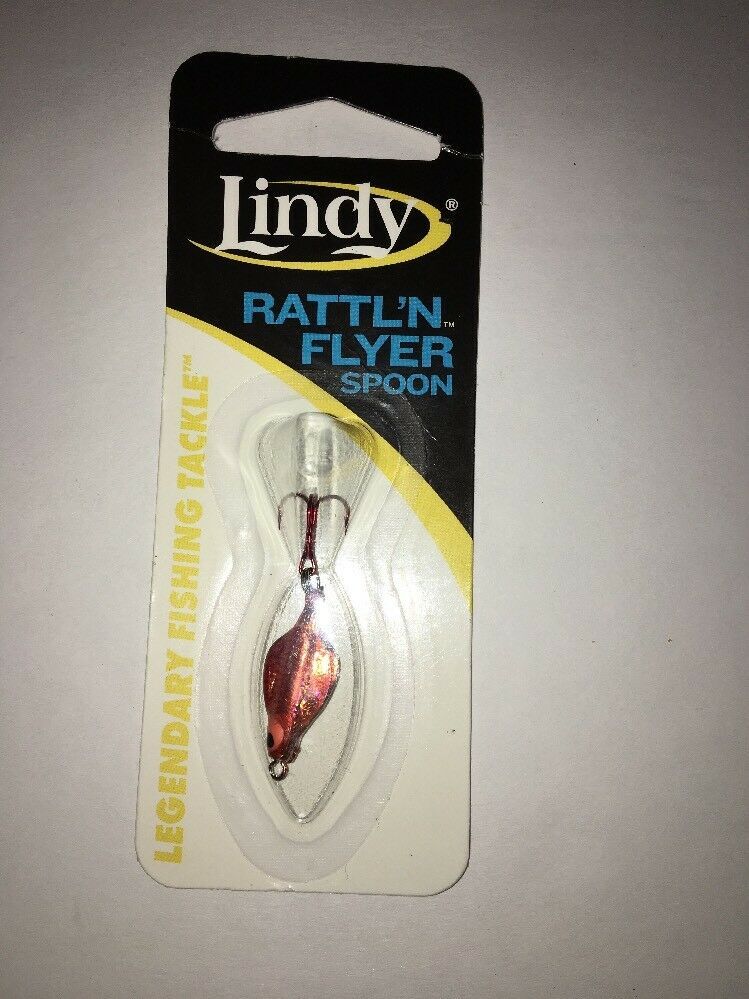 Lindy®
RATTL'N™
FLYER
SPOON
LEGENDARY FISHING TACKLE™